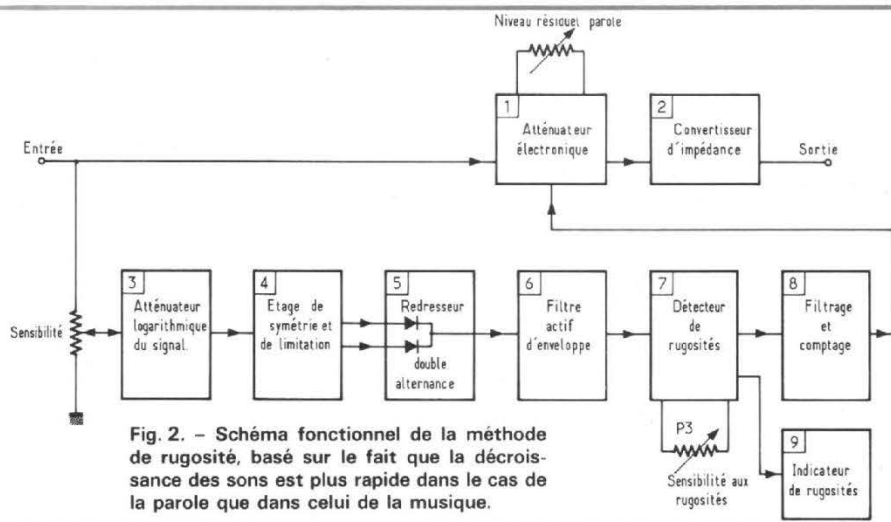 Niveau résiduel parole
1
Atténuateur
électronique
2
Convertisseur
d'impédance
Entrée
Sortie
Sensibilité
3
Atténuateur
logarithmique
du signal.
4
Etage de
symétrie et
de limitation
5
Redresseur
double
alternance
6
Filtre
actif
d'enveloppe
7
Détecteur
de
rugosités
8
Filtrage
et
comptage
P3
Sensibilité aux
rugosités
9
Indicateur
de rugosités
Fig. 2. – Schéma fonctionnel de la méthode
de rugosité, basé sur le fait que la décrois-
sance des sons est plus rapide dans le cas de
la parole que dans celui de la musique.